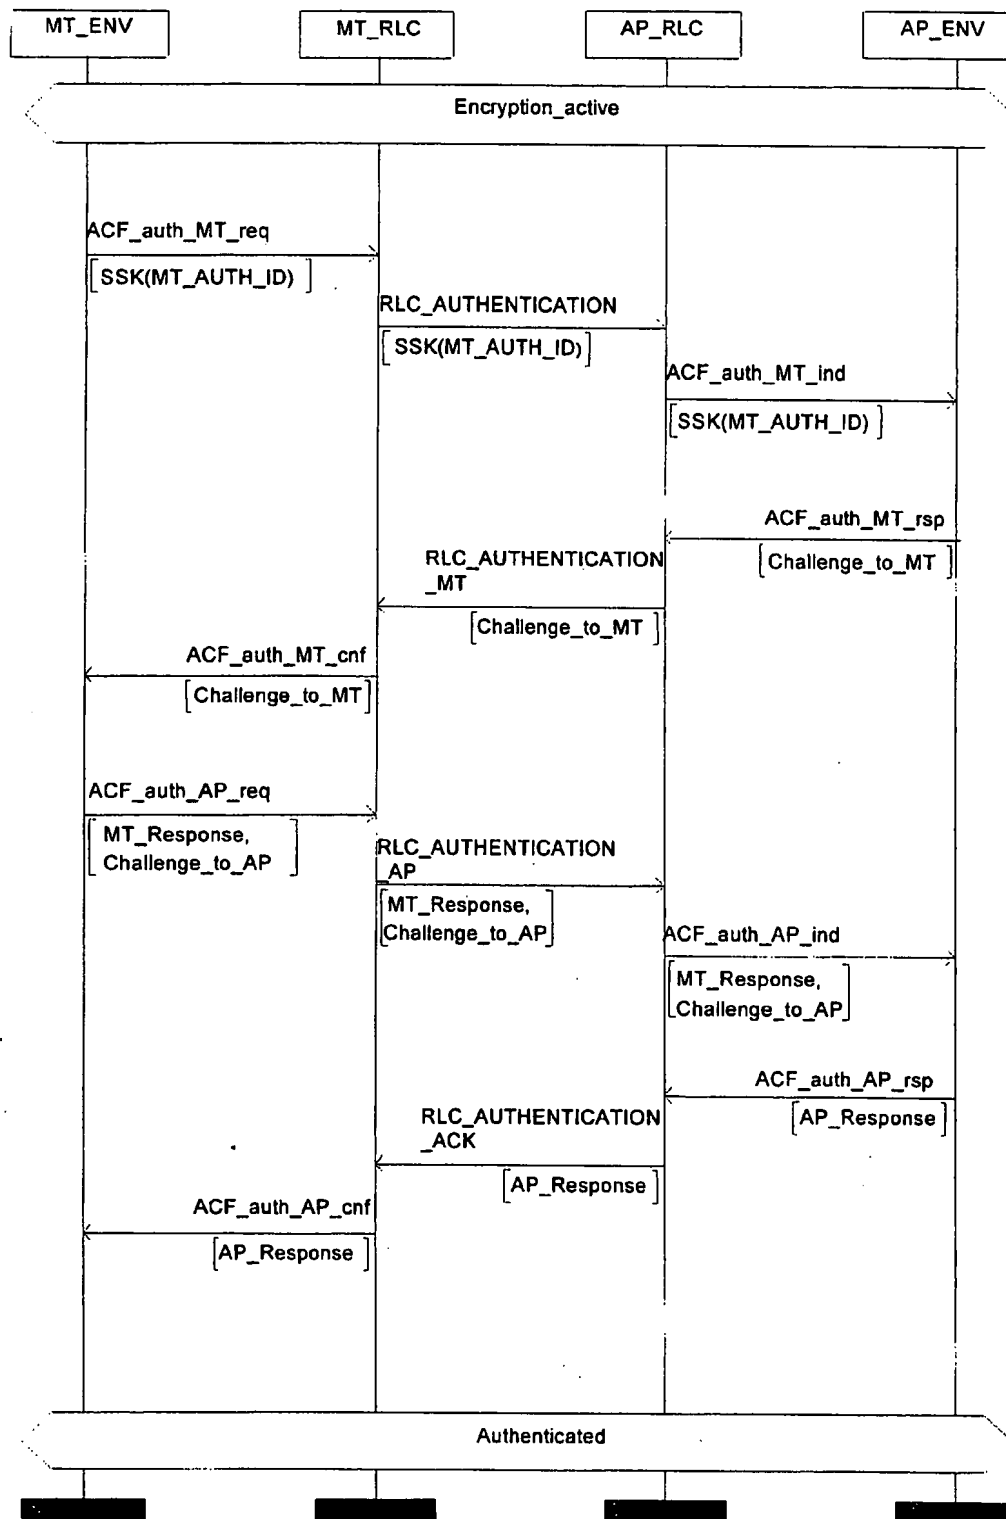 MT_ENV MT_RLC AP_RLC AP_ENV
Encryption_active
ACF_auth_MT_req
[SSK(MT_AUTH_ID) ]
RLC_AUTHENTICATION
[SSK(MT_AUTH_ID)]
ACF_auth_MT_ind
[SSK(MT_AUTH_ID) ]
ACF_auth_MT_rsp
[Challenge_to_MT ]
RLC_AUTHENTICATION
_MT
[Challenge_to_MT ]
ACF_auth_MT_cnf
[Challenge_to_MT]
ACF_auth_AP_req
[MT_Response,
Challenge_to_AP ]
RLC_AUTHENTICATION
_AP
[MT_Response,
Challenge_to_AP]
ACF_auth_AP_ind
[MT_Response,
Challenge_to_AP]
ACF_auth_AP_rsp
[AP_Response ]
RLC_AUTHENTICATION
_ACK
[AP_Response]
ACF_auth_AP_cnf
[AP_Response ]
Authenticated